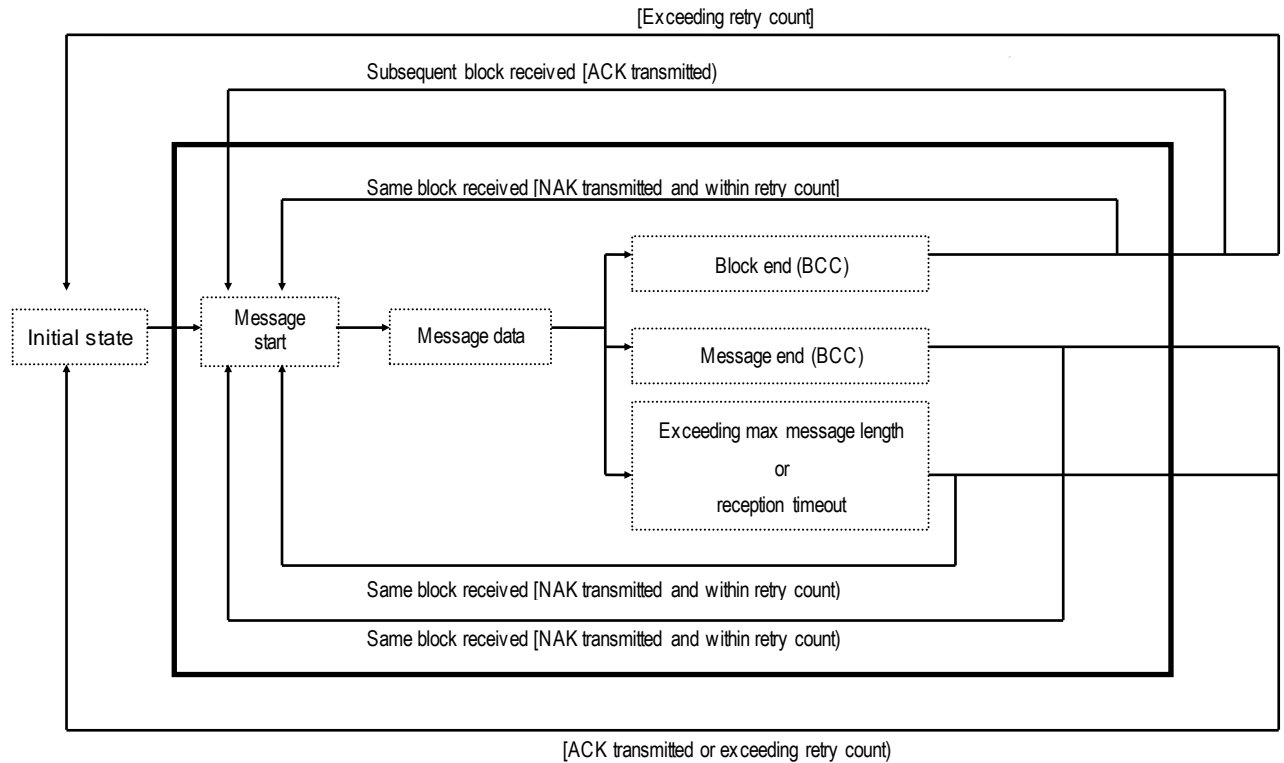 [Exceeding retry count]
Subsequent block received [ACK transmitted)
Same block received [NAK transmitted and within retry count]
Block end (BCC)
Initial state
Message
start
Message data
Message end (BCC)
Exceeding max message length
or
reception timeout
Same block received [NAK transmitted and within retry count)
Same block received [NAK transmitted and within retry count)
[ACK transmitted or exceeding retry count)